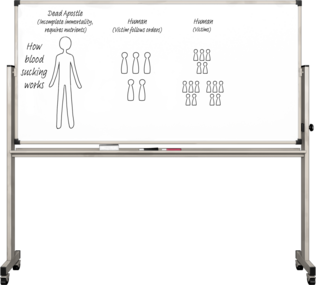 Dead Apostle
(Incomplete immortality,
requires nutrients)
Human
(Victim follows orders)
Human
(Victims)
How
blood
sucking
works